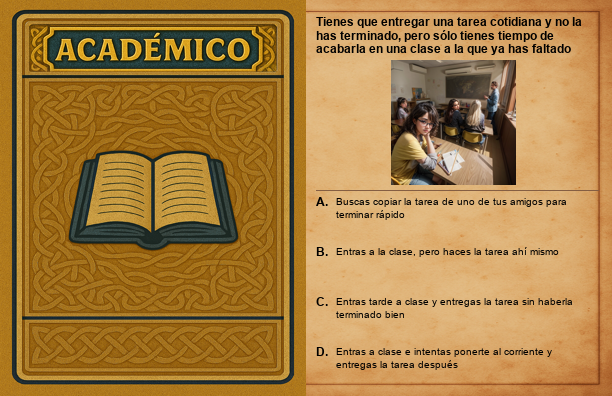 ACADÉMICO
Tienes que entregar una tarea cotidiana y no la
has terminado, pero sólo tienes tiempo de
acabarla en una clase a la que ya has faltado
A. Buscas copiar la tarea de uno de tus amigos para
terminar rápido
B. Entras a la clase, pero haces la tarea ahí mismo
C. Entras tarde a clase y entregas la tarea sin haberla
terminado bien
D. Entras a clase e intentas ponerte al corriente y
entregas la tarea después